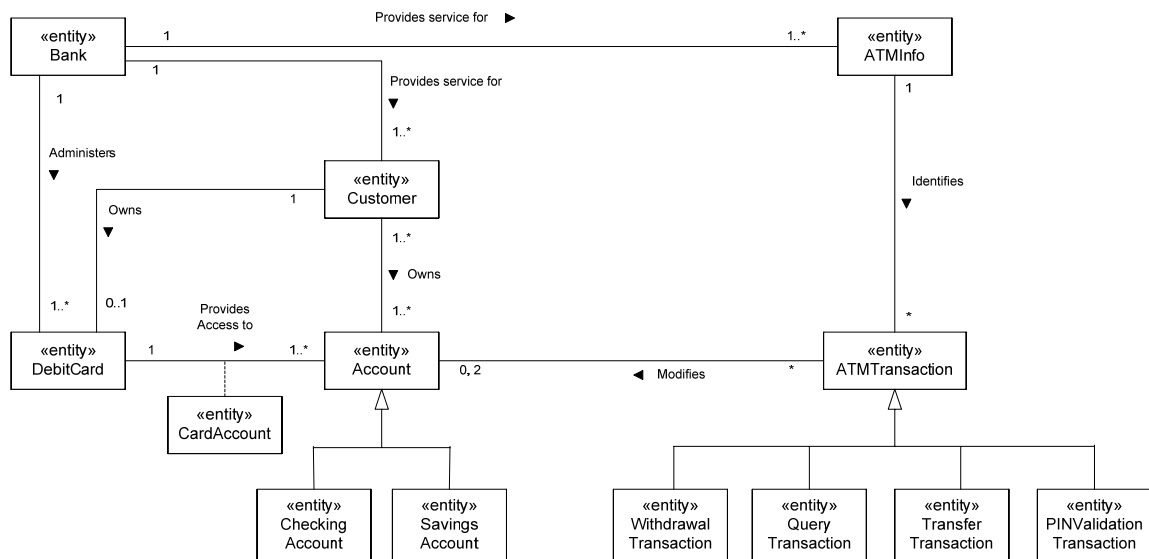 Provides service for
«entity»
Bank
1
1..*
«entity»
ATMInfo
1
1
Provides service for
1
Administers
1..*
«entity»
Customer
1
Owns
1..*
Identifies
Owns
1..*
0..1
Provides
Access to
1..*
*
«entity»
DebitCard
1
1..*
«entity»
Account
0, 2
Modifies
*
«entity»
ATMTransaction
«entity»
CardAccount
«entity»
Checking
Account
«entity»
Savings
Account
«entity»
Withdrawal
Transaction
«entity»
Query
Transaction
«entity»
Transfer
Transaction
«entity»
PINValidation
Transaction